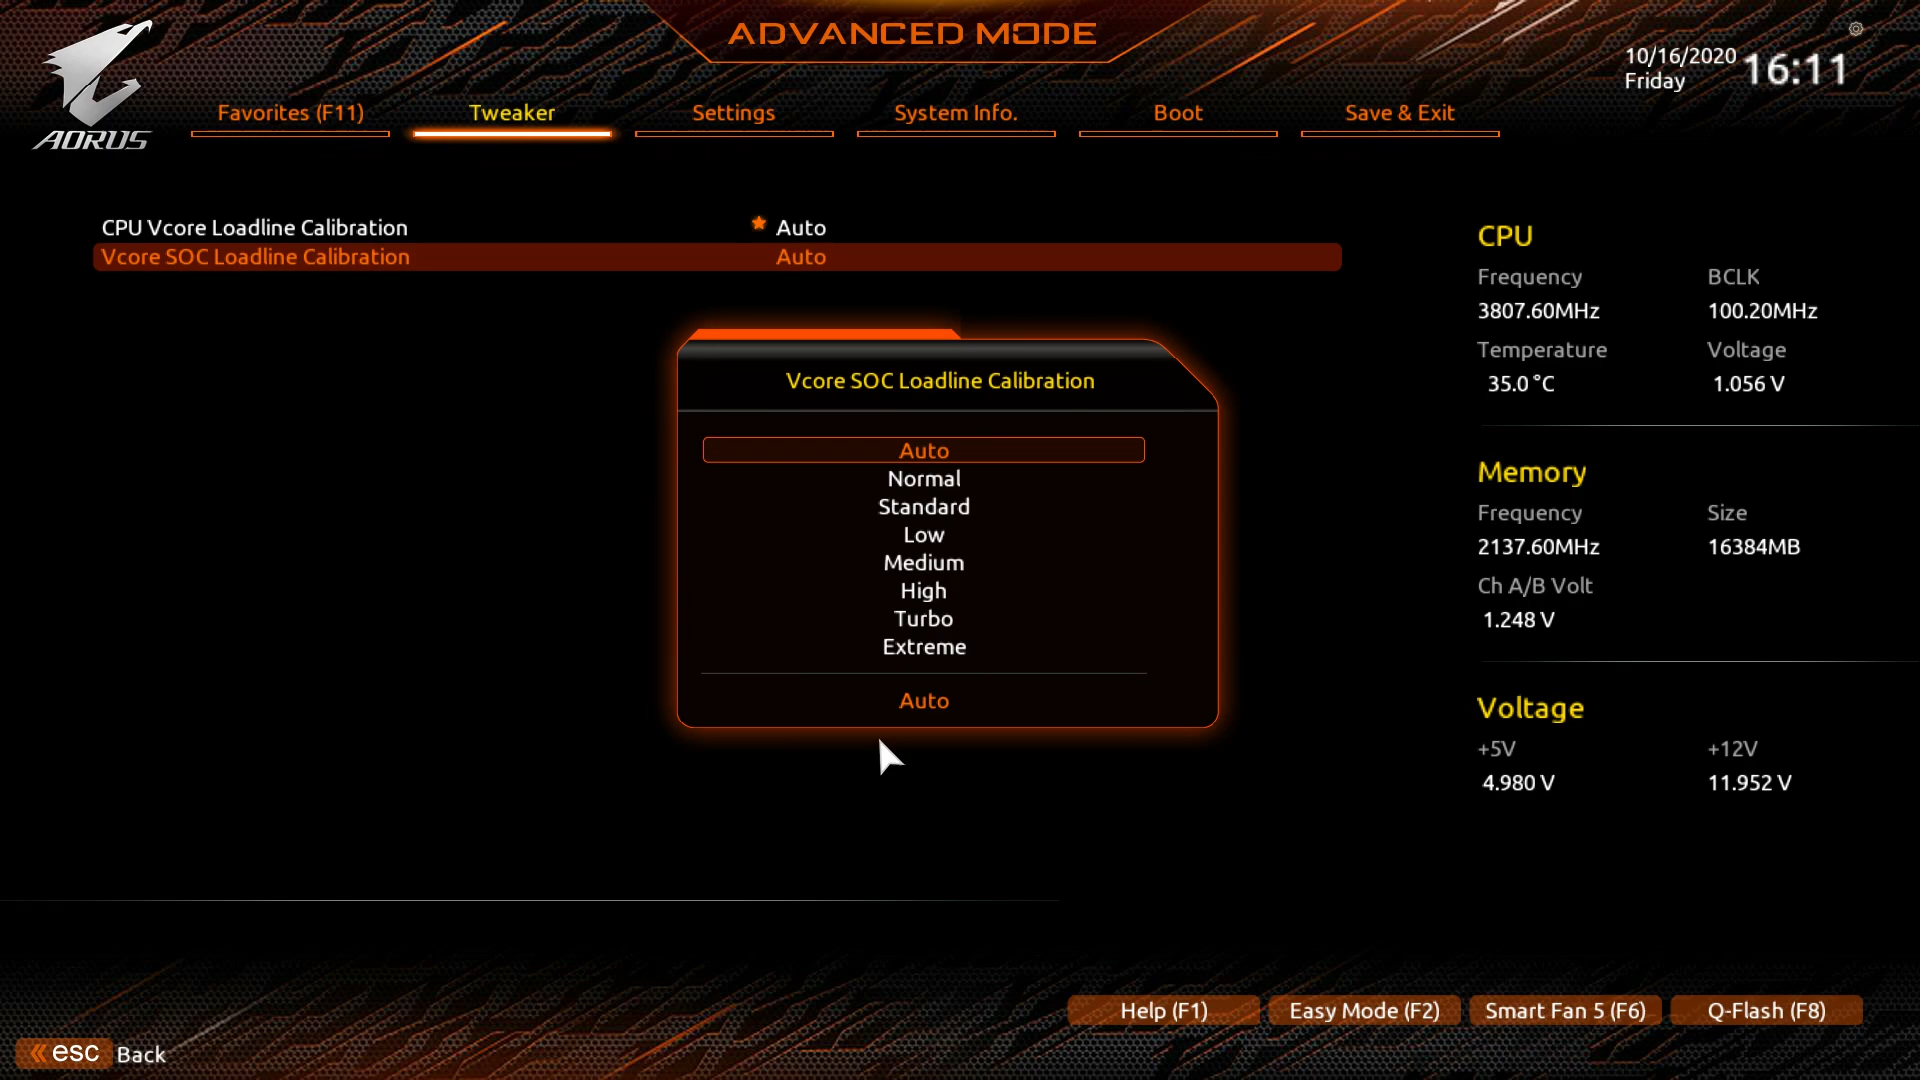 ADVANCED MODE
10/16/2020
Friday
16:11
AORUS
Favorites (F11)
Tweaker
Settings
System Info.
Boot
Save & Exit
CPU Vcore Loadline Calibration
Auto
Vcore SOC Loadline Calibration
Auto
Vcore SOC Loadline Calibration
Auto
Normal
Standard
Low
Medium
High
Turbo
Extreme
Auto
CPU
Frequency
BCLK
3807.60MHz
100.20MHz
Temperature
Voltage
35.0 °C
1.056 V
Memory
Frequency
Size
2137.60MHz
16384MB
Ch A/B Volt
1.248 V
Voltage
+5V
+12V
4.980 V
11.952 V
Help (F1)
Easy Mode (F2)
Smart Fan 5 (F6)
Q-Flash (F8)
esc Back